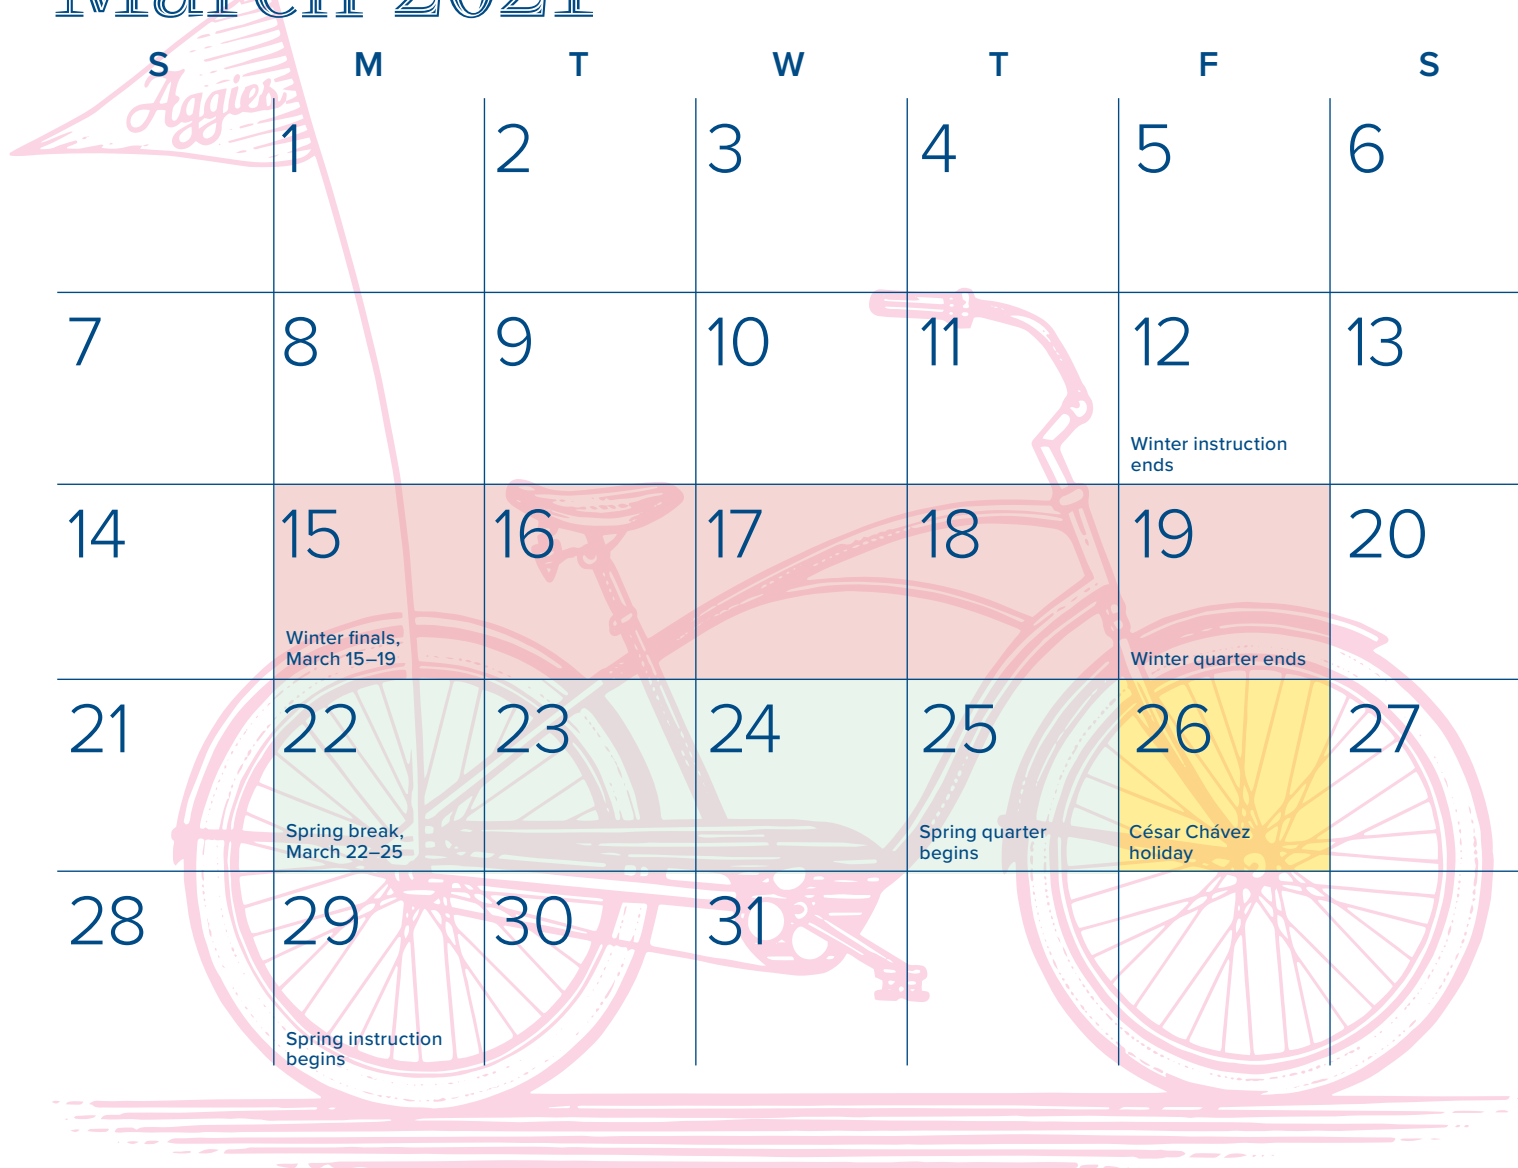 March 2021
S M T W T F S
Aggies
1 2 3 4 5 6
7 8 9 10 11 12 13
Winter instruction
ends
14 15 16 17 18 19 20
Winter finals,
March 15–19
Winter quarter ends
21 22 23 24 25 26 27
Spring break,
March 22–25
Spring quarter
begins
César Chávez
holiday
28 29 30 31
Spring instruction
begins